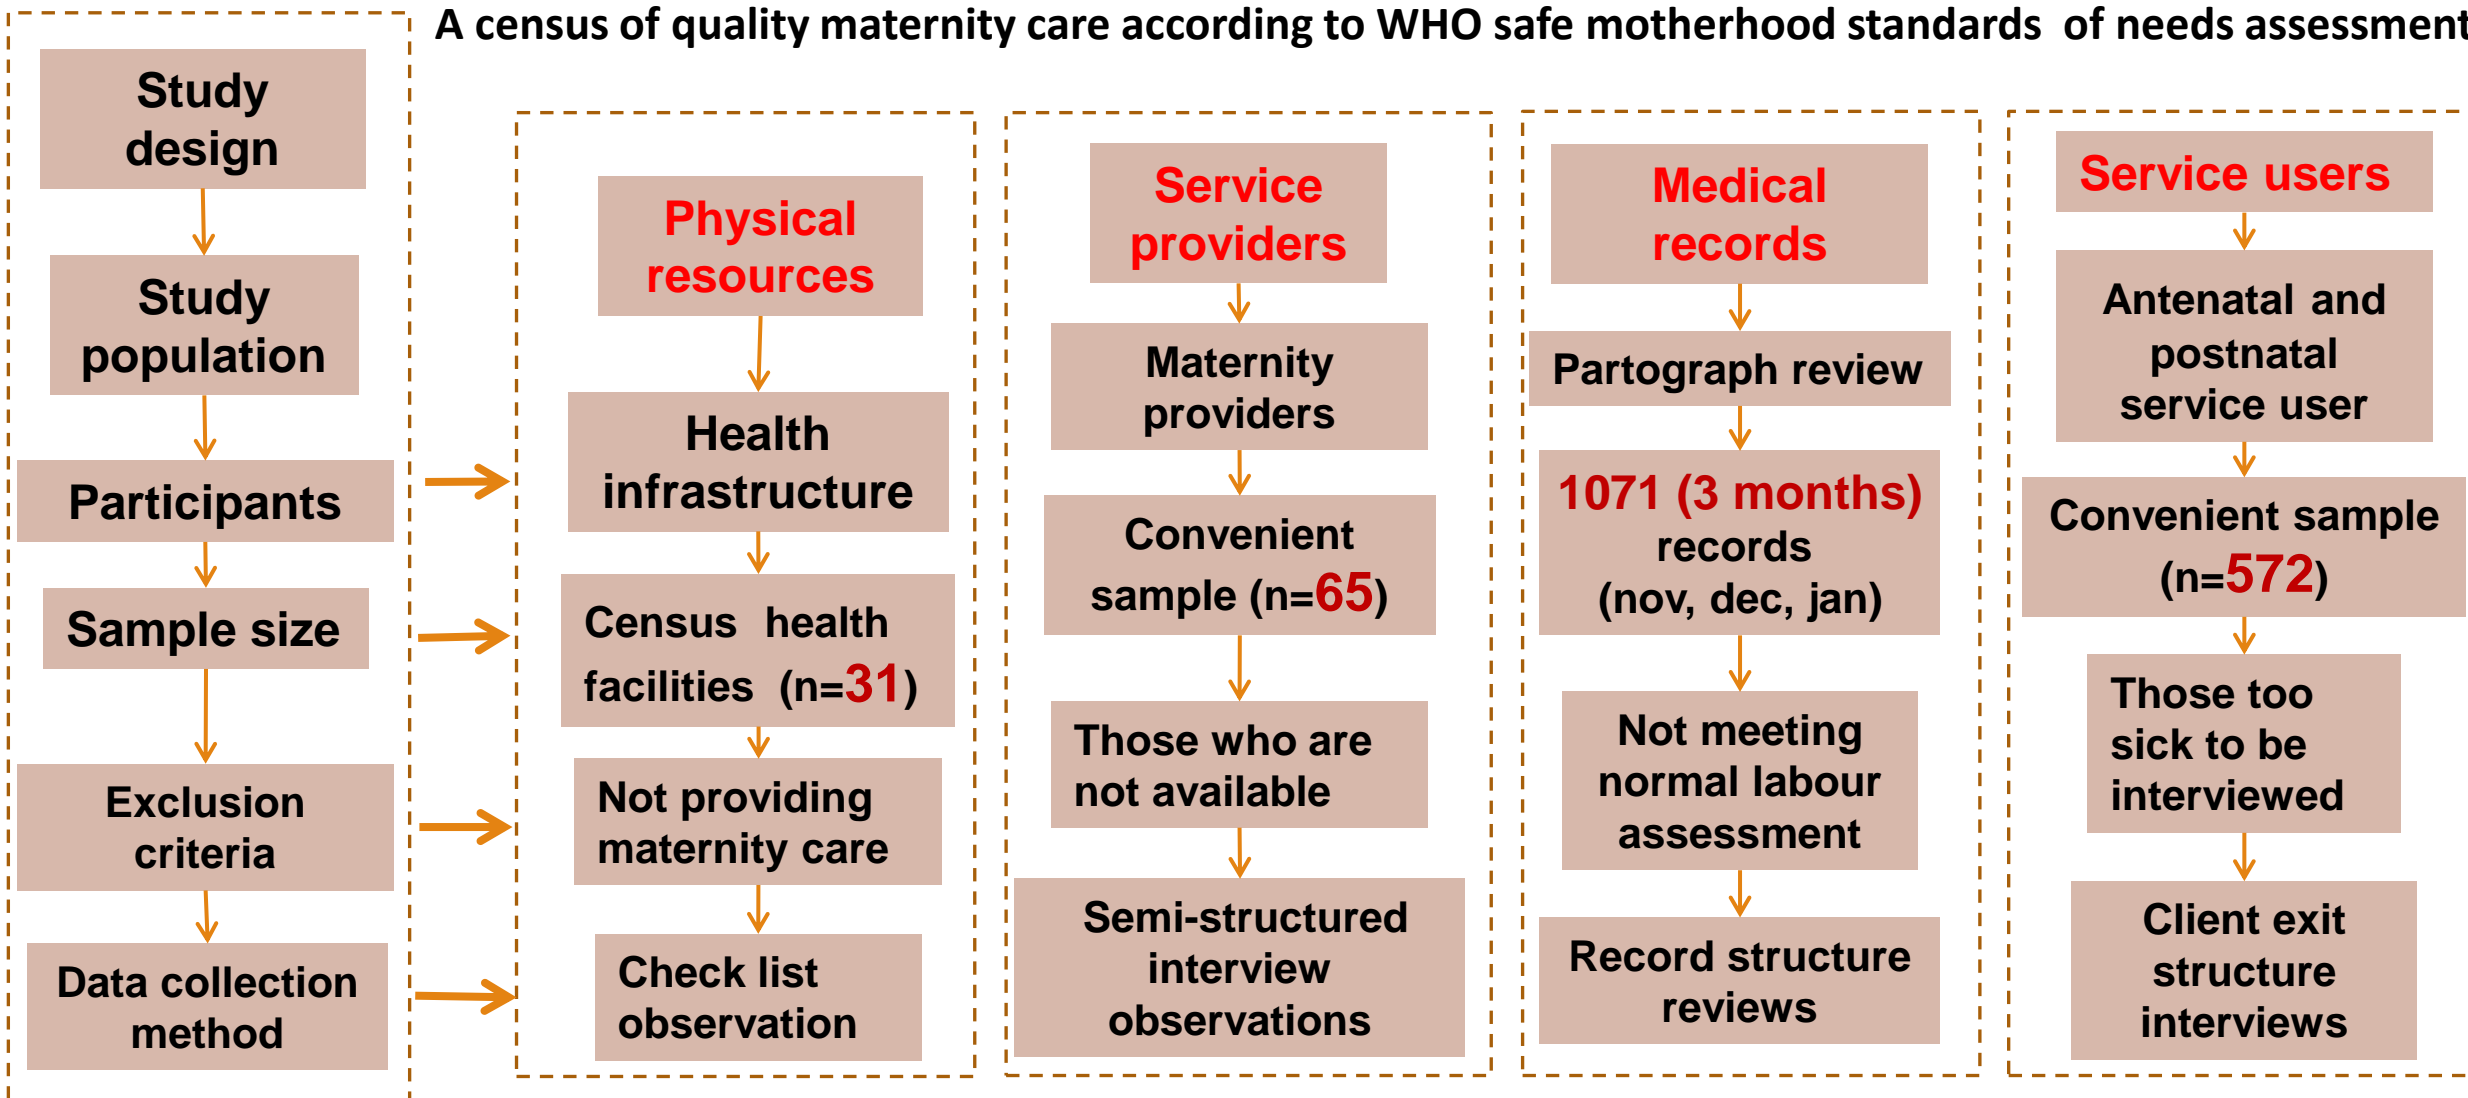 A census of quality maternity care according to WHO safe motherhood standards of needs assessment
Study
design
Study
population
Participants
Sample size
Exclusion
criteria
Data collection
method
Physical
resources
Health
infrastructure
Census health
facilities (n=31)
Not providing
maternity care
Check list
observation
Service
providers
Maternity
providers
Convenient
sample (n=65)
Those who are
not available
Semi-structured
interview
observations
Medical
records
Partograph review
1071 (3 months)
records
(nov, dec, jan)
Not meeting
normal labour
assessment
Record structure
reviews
Service users
Antenatal and
postnatal
service user
Convenient sample
(n=572)
Those too
sick to be
interviewed
Client exit
structure
interviews